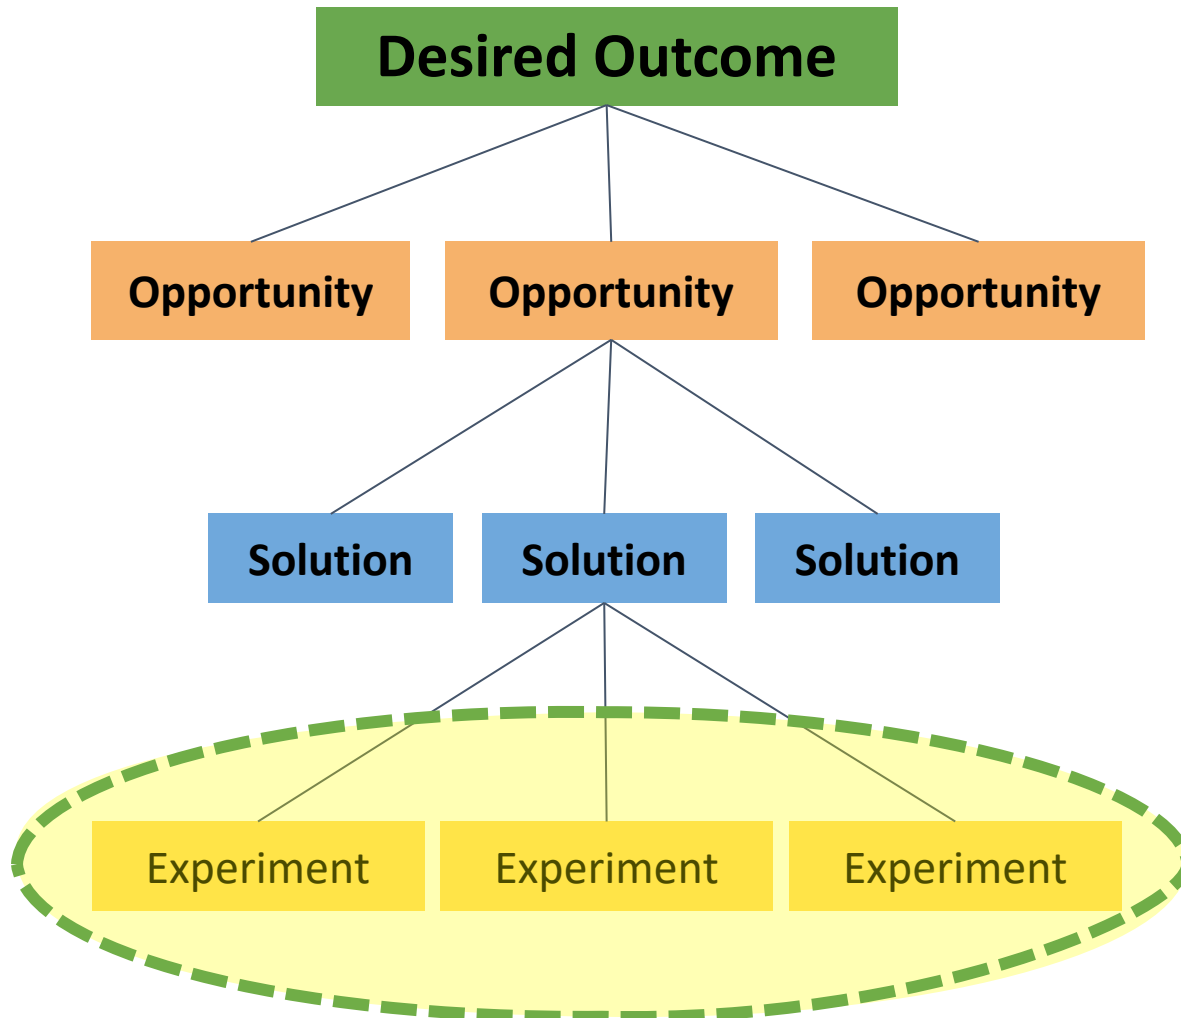 Desired Outcome
Opportunity
Opportunity
Opportunity
Solution
Solution
Solution
Experiment
Experiment
Experiment